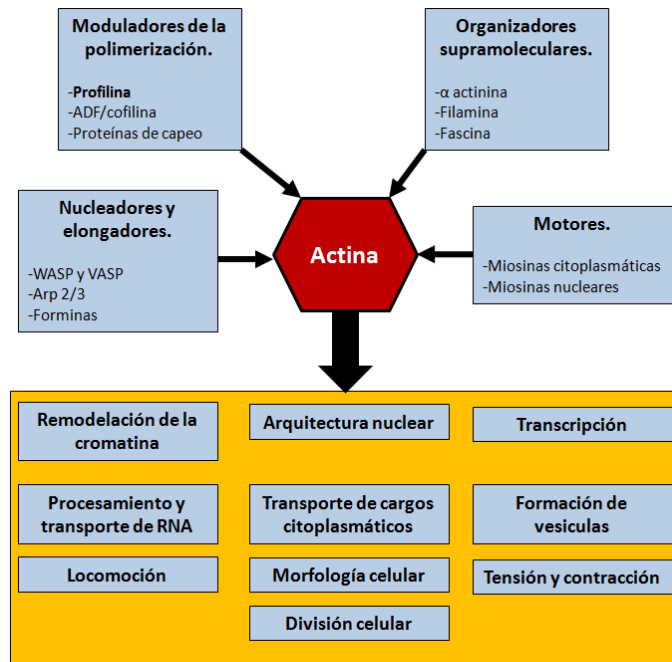 Moduladores de la
polimerización.
-Profilina
-ADF/cofilina
-Proteínas de capeo
Organizadores
supramoleculares.
-α actinina
-Filamina
-Fascina
Nucleadores y
elongadores.
-WASP y VASP
-Arp 2/3
-Forminas
Actina
Motores.
-Miosinas citoplasmáticas
-Miosinas nucleares
Remodelación de la
cromatina
Arquitectura nuclear
Transcripción
Procesamiento y
transporte de RNA
Transporte de cargos
citoplasmáticos
Formación de
vesiculas
Locomoción
Morfología celular
Tensión y contracción
División celular